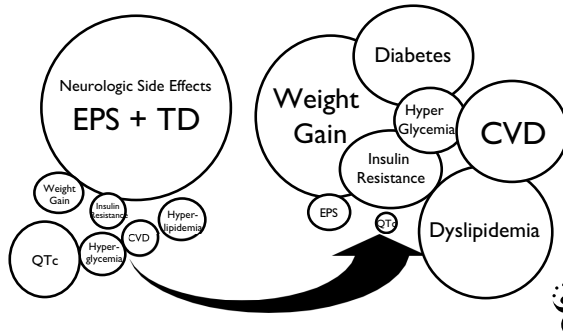 Neurologic Side Effects
EPS + TD
Weight
Gain
Insulin
Resistance
Hyper-
lipidemia
CVD
QTc
Hyper-
glycemia
Diabetes
Weight
Gain
Hyper
Glycemia
CVD
Insulin
Resistance
EPS
QTc
Dyslipidemia